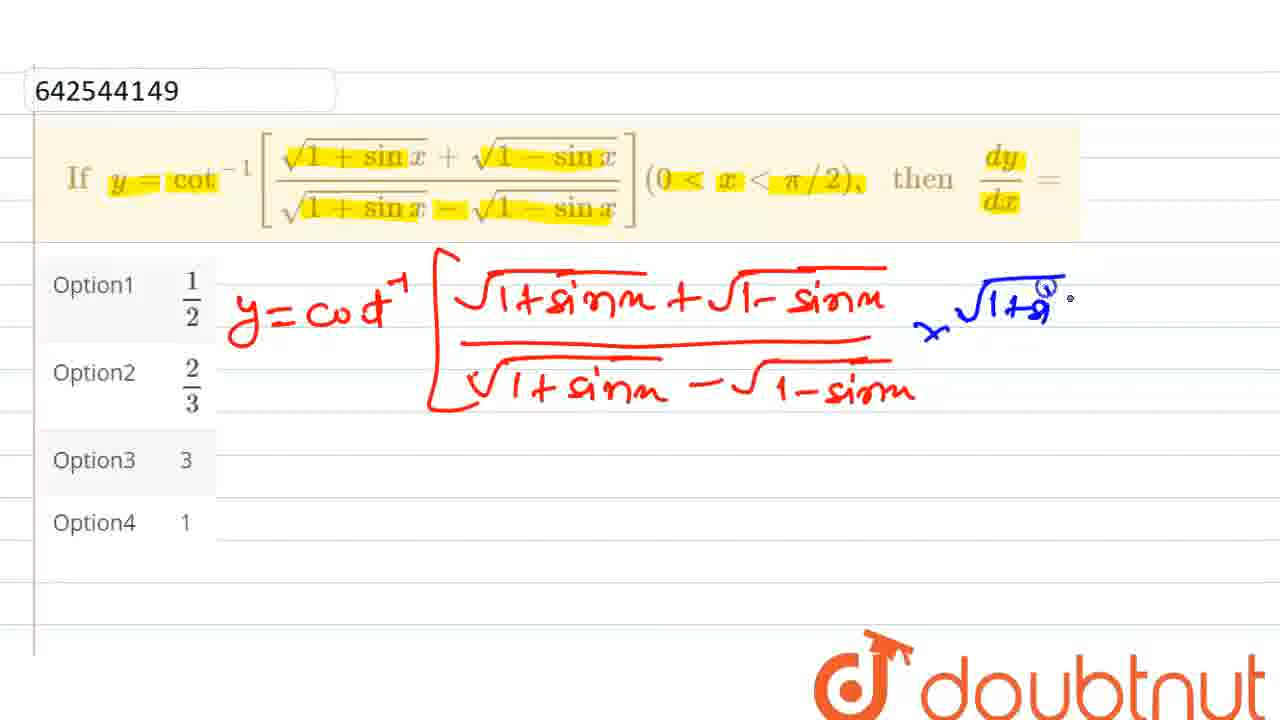 642544149
If y = cot⁻¹ [ (√(1 + sin x) + √(1 − sin x)) / (√(1 + sin x) − √(1 − sin x)) ] (0 < x < π/2), then dy/dx =
Option1 1/2
y = cot⁻¹ [ (√(1+sinx) + √(1-sinx)) / (√(1+sinx) - √(1-sinx)) × √(1+si
Option2 2/3
Option3 3
Option4 1
doubtnut